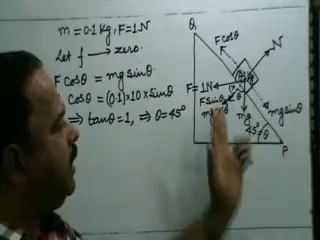 m = 0.1 kg, F = 1 N
Let f → zero.
F cosθ = mg sinθ
cosθ = (0.1)×10× sinθ
⇒ tanθ = 1, ⇒ θ = 45°
Q
F cosθ
N
F = 1N
F sinθ
mg
mg sinθ
45° = θ
P